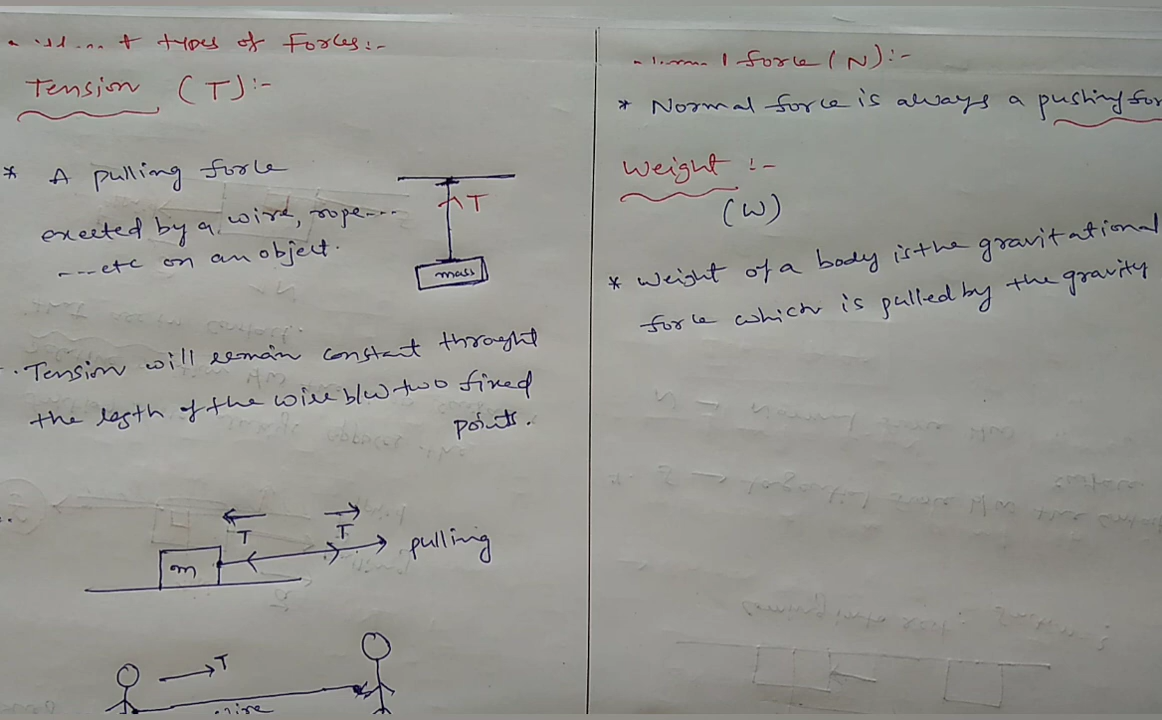 types of Forces:-
Tension (T):-
* A pulling force
exerted by a wire, rope---
---etc on an object.
T
mass
. Tension will remain constant throught
the legth of the wire b/w two fixed
points.
T T
m pulling
T
wire
force (N):-
* Normal force is always a pushing for
Weight :-
(W)
* Weight of a body is the gravitational
force which is pulled by the gravity